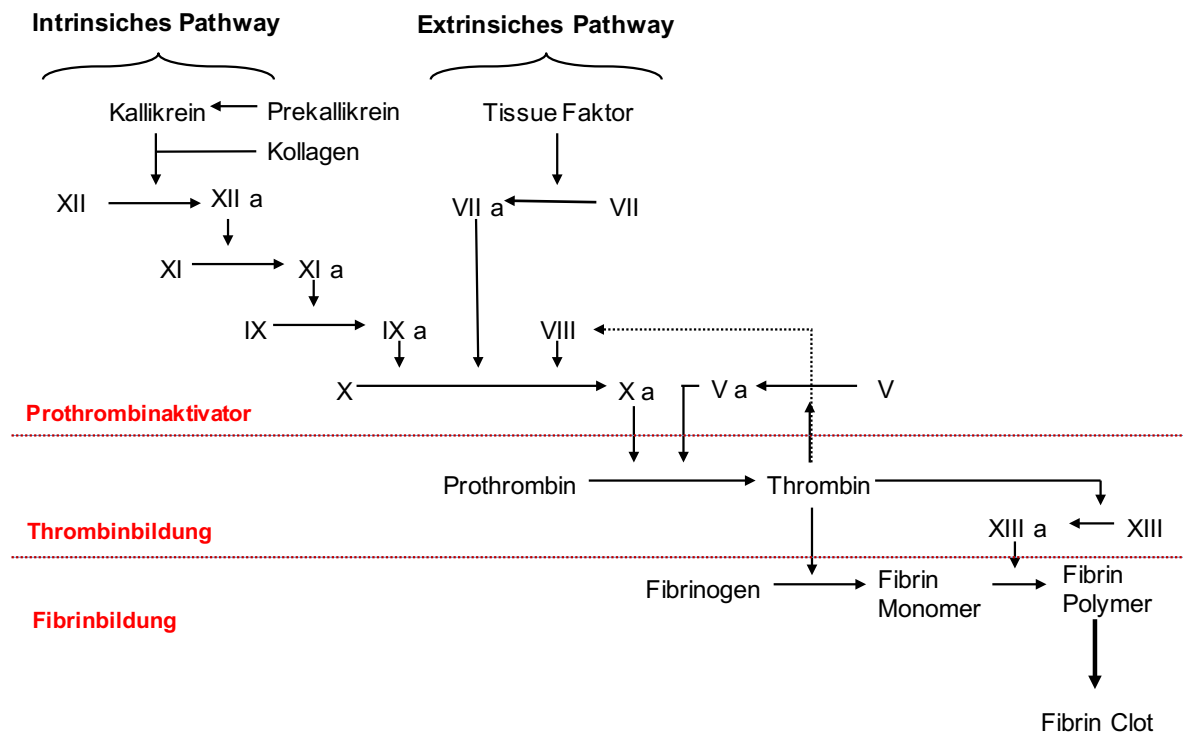 Intrinsiches Pathway
Extrinsiches Pathway
Kallikrein
Prekallikrein
Tissue Faktor
Kollagen
XII
XII a
VII a
VII
XI
XI a
IX
IX a
VIII
X
X a
V a
V
Prothrombinaktivator
Prothrombin
Thrombin
Thrombinbildung
XIII a
XIII
Fibrinogen
Fibrin
Monomer
Fibrin
Polymer
Fibrinbildung
Fibrin Clot